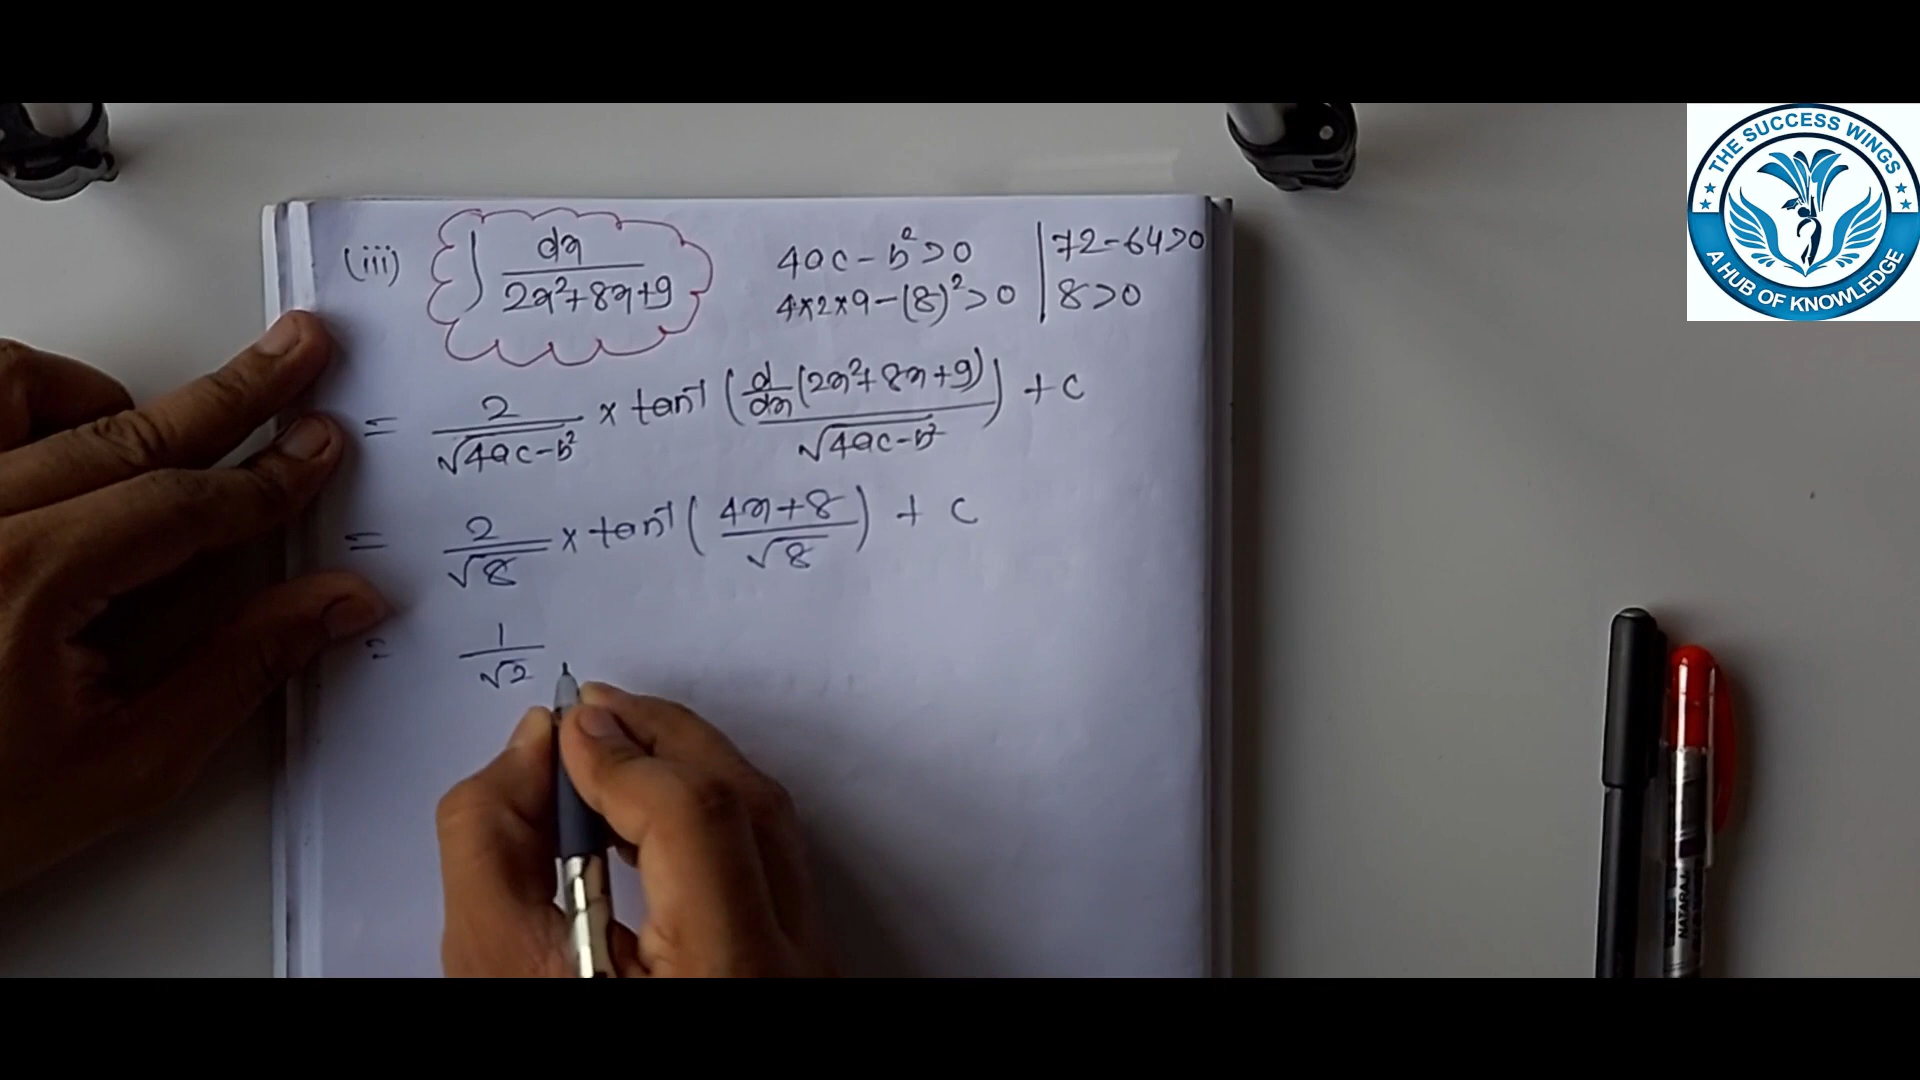 (iii) ∫ dx / 2x²+8x+9
4ac-b²>0
4×2×9-(8)²>0
72-64>0
8>0
= 2/√4ac-b² × tan⁻¹ (d/dx (2x²+8x+9) / √4ac-b²) + c
= 2/√8 × tan⁻¹ (4x+8 / √8) + c
= 1/√2
THE SUCCESS WINGS
A HUB OF KNOWLEDGE
NATARAJ